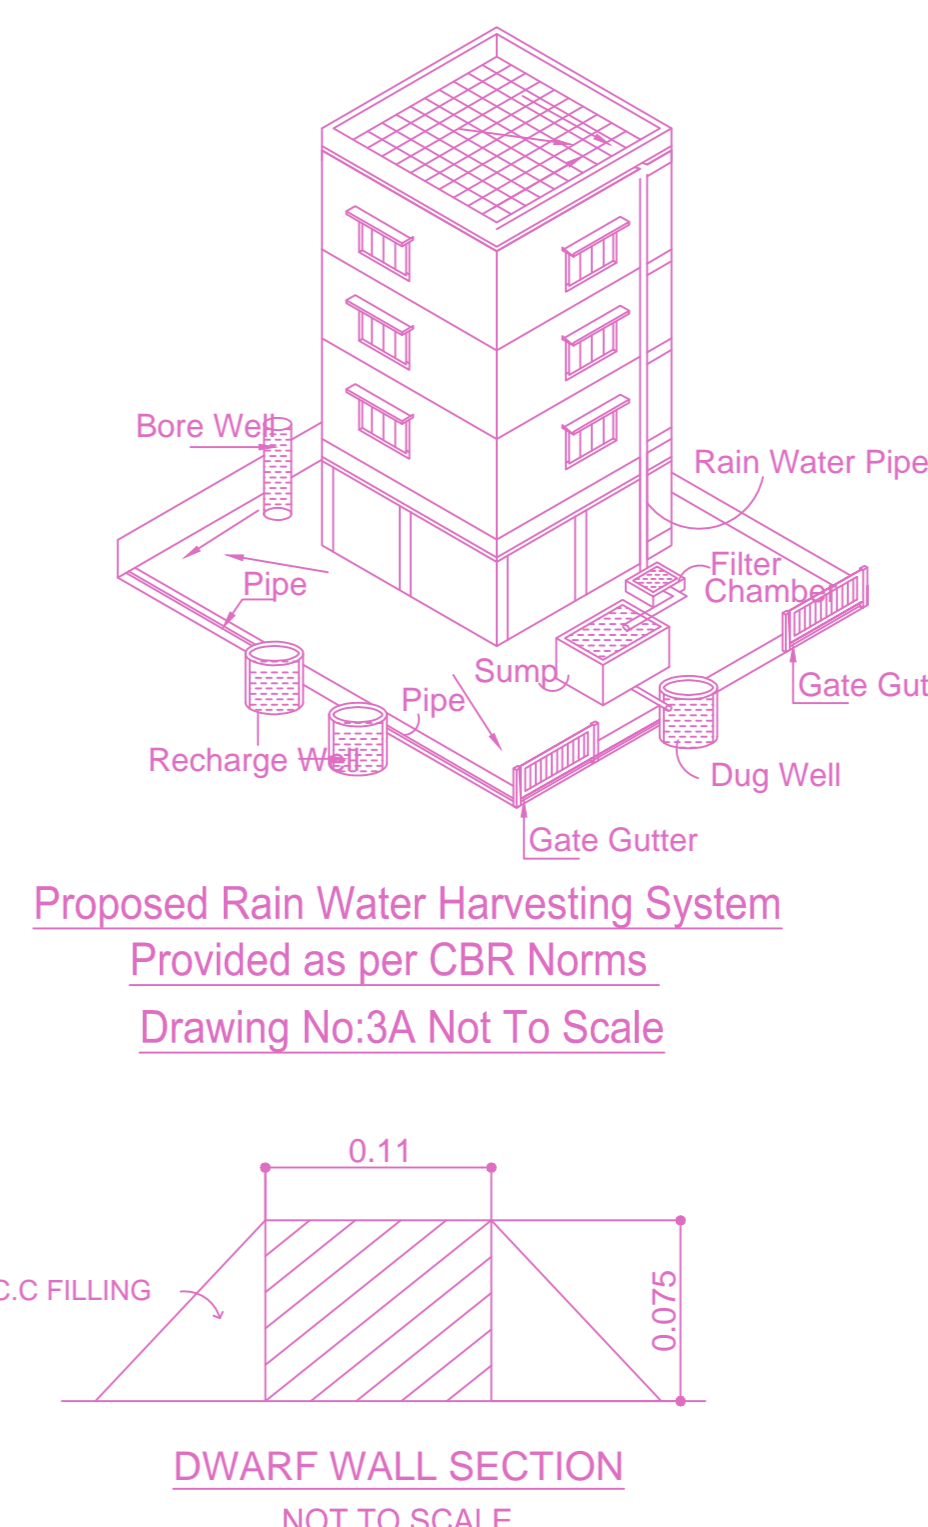 Bore Well
Rain Water Pipe
Filter
Chamber
Pipe
Sump
Gate Gut
Pipe
Recharge Well
Dug Well
Gate Gutter
Proposed Rain Water Harvesting System
Provided as per CBR Norms
Drawing No:3A Not To Scale
0.11
C.C FILLING
0.075
DWARF WALL SECTION
NOT TO SCALE